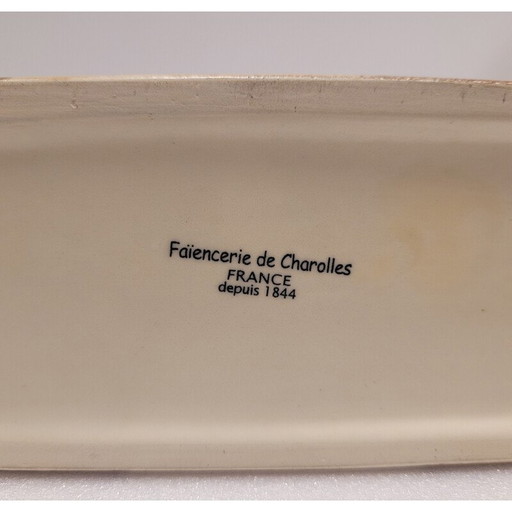 Faïencerie de Charolles
FRANCE
depuis 1844